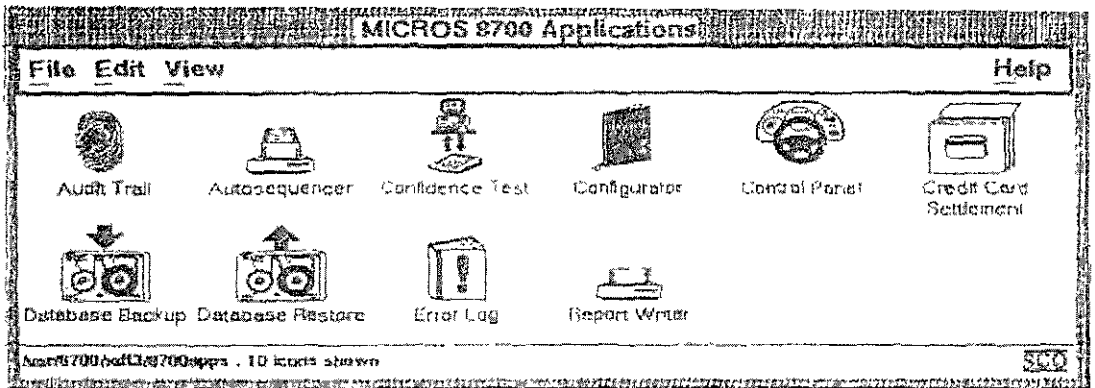 MICROS 8700 Applications
File Edit View Help
Audit Trail Autosequencer Confidence Test Configurator Control Panel Credit Card Settlement
Database Backup Database Restore Error Log Report Writer
10 icons shown
SCO